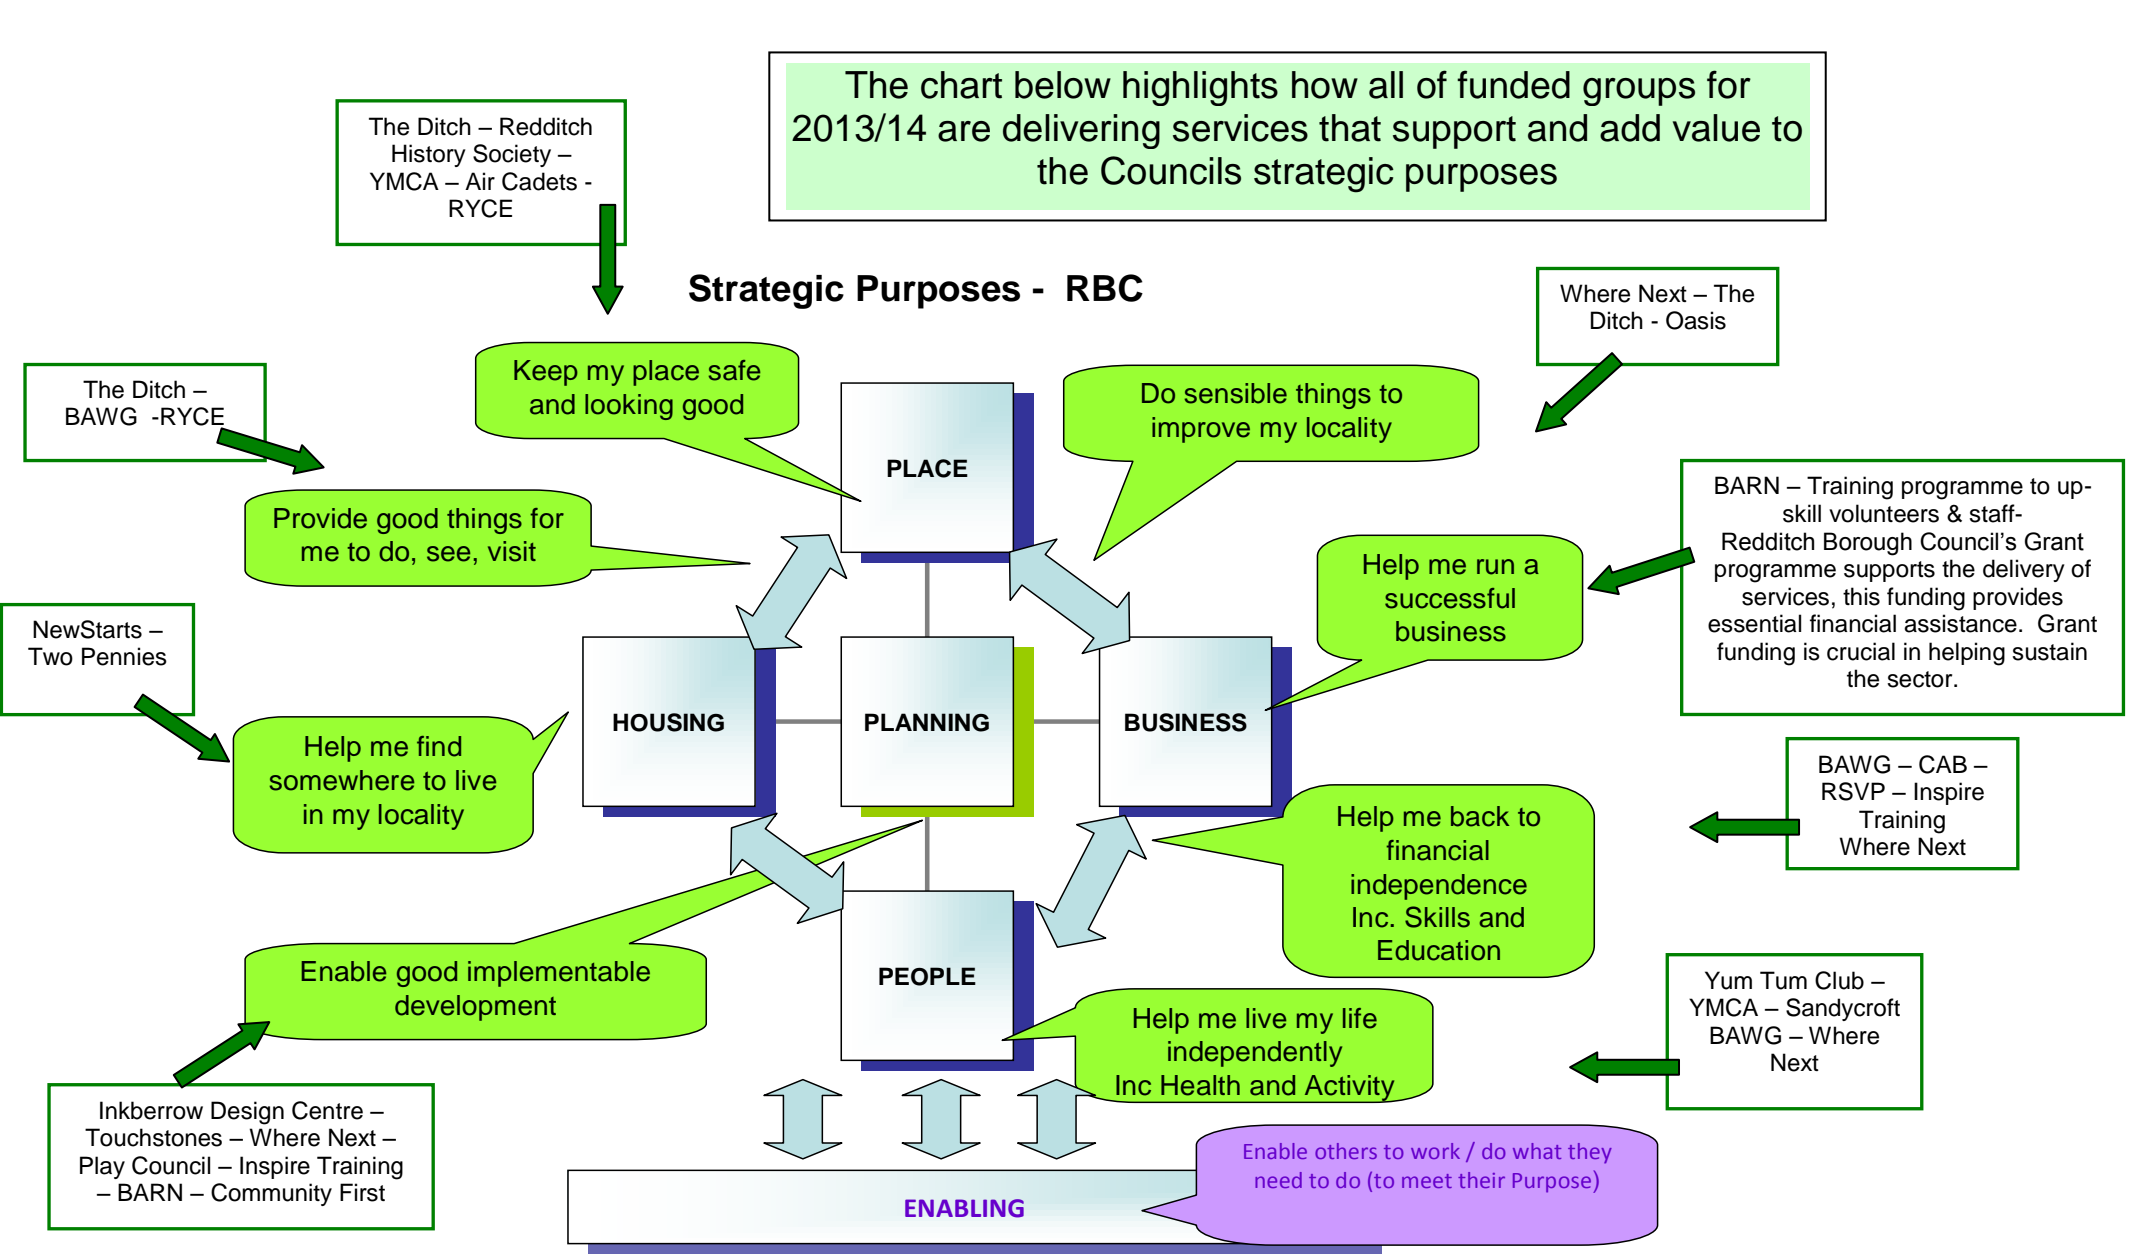 The chart below highlights how all of funded groups for
2013/14 are delivering services that support and add value to
the Councils strategic purposes
The Ditch – Redditch
History Society –
YMCA – Air Cadets -
RYCE
Strategic Purposes -  RBC
Where Next – The
Ditch - Oasis
The Ditch –
BAWG  -RYCE
Keep my place safe
and looking good
Do sensible things to
improve my locality
PLACE
Provide good things for
me to do, see, visit
BARN – Training programme to up-
skill volunteers & staff-
Redditch Borough Council’s Grant
programme supports the delivery of
services, this funding provides
essential financial assistance.  Grant
funding is crucial in helping sustain
the sector.
Help me run a
successful
business
NewStarts –
Two Pennies
HOUSING
PLANNING
BUSINESS
Help me find
somewhere to live
in my locality
BAWG – CAB –
RSVP – Inspire
Training
Where Next
Help me back to
financial
independence
Inc. Skills and
Education
Enable good implementable
development
PEOPLE
Yum Tum Club –
YMCA – Sandycroft
BAWG – Where
Next
Help me live my life
independently
Inc Health and Activity
Inkberrow Design Centre –
Touchstones – Where Next –
Play Council – Inspire Training
– BARN – Community First
Enable others to work / do what they
need to do (to meet their Purpose)
ENABLING